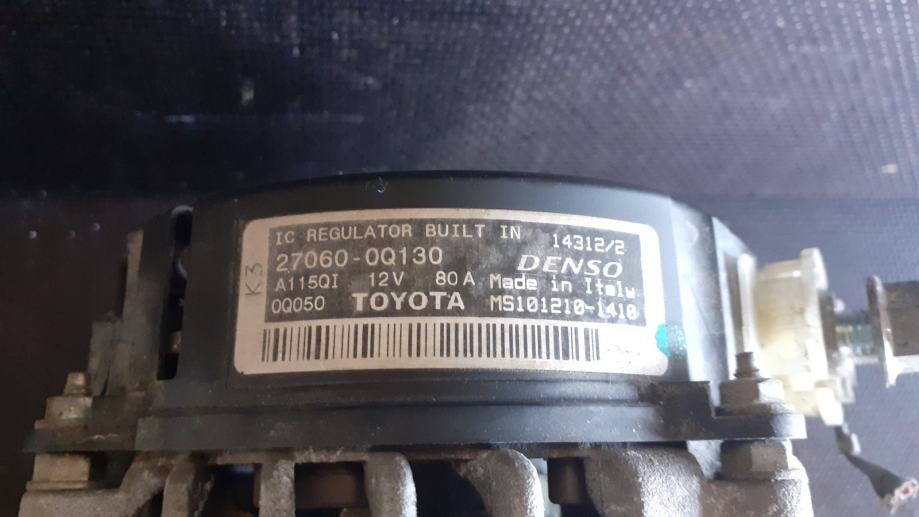 K3
IC REGULATOR BUILT IN 14312/2
27060-0Q130 DENSO
A115QI 12V 80A Made in Italy
0Q050 TOYOTA MS101210-1410